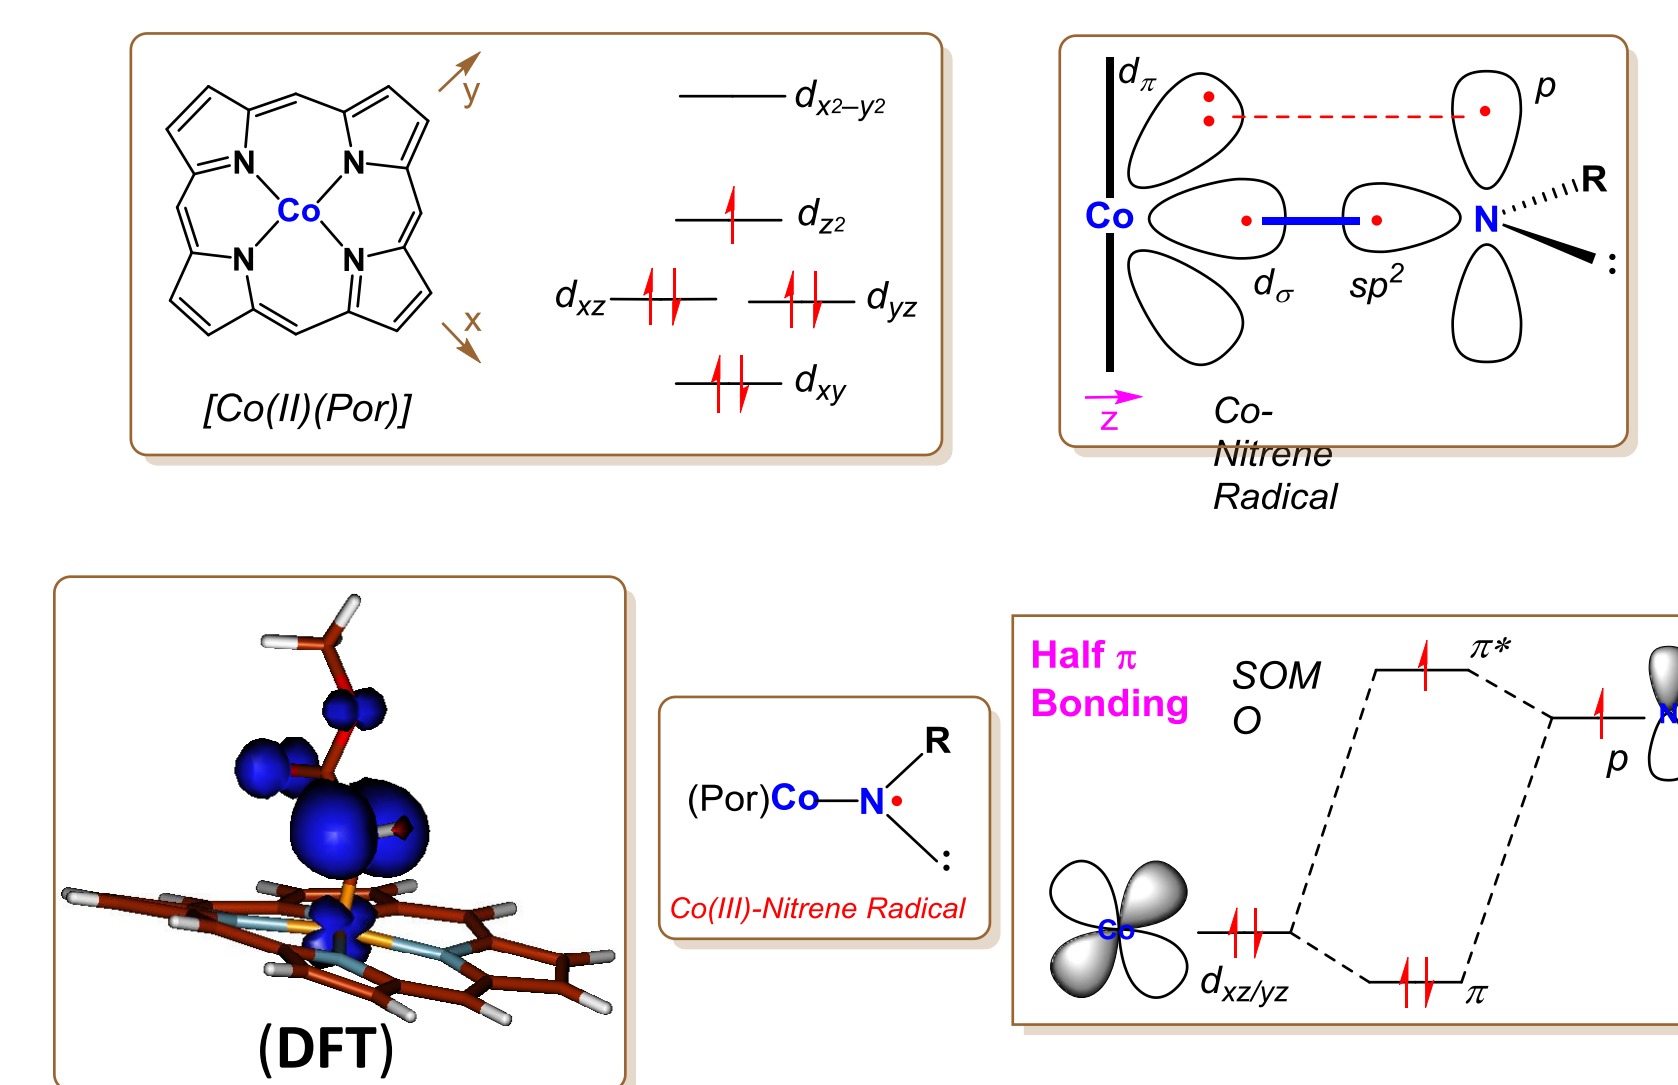 y
N N
Co
N N
x
[Co(II)(Por)]
dx2–y2
dz2
dxz dyz
dxy
dπ
p
R
Co N
:
dσ sp2
z
Co-
Nitrene
Radical
(DFT)
R
(Por)Co—N•
:
Co(III)-Nitrene Radical
Half π
Bonding
SOM
O
π*
N
p
Co
dxz/yz
π